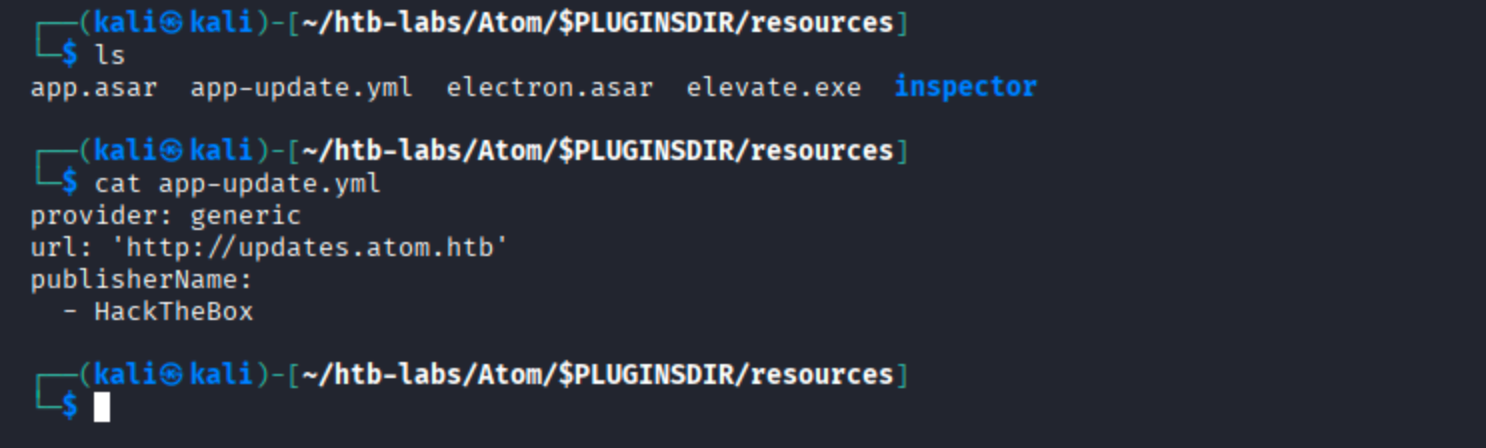 ┌──(kali㉿kali)-[~/htb-labs/Atom/$PLUGINSDIR/resources]
└─$ ls
app.asar  app-update.yml  electron.asar  elevate.exe  inspector
┌──(kali㉿kali)-[~/htb-labs/Atom/$PLUGINSDIR/resources]
└─$ cat app-update.yml
provider: generic
url: 'http://updates.atom.htb'
publisherName:
  - HackTheBox
┌──(kali㉿kali)-[~/htb-labs/Atom/$PLUGINSDIR/resources]
└─$